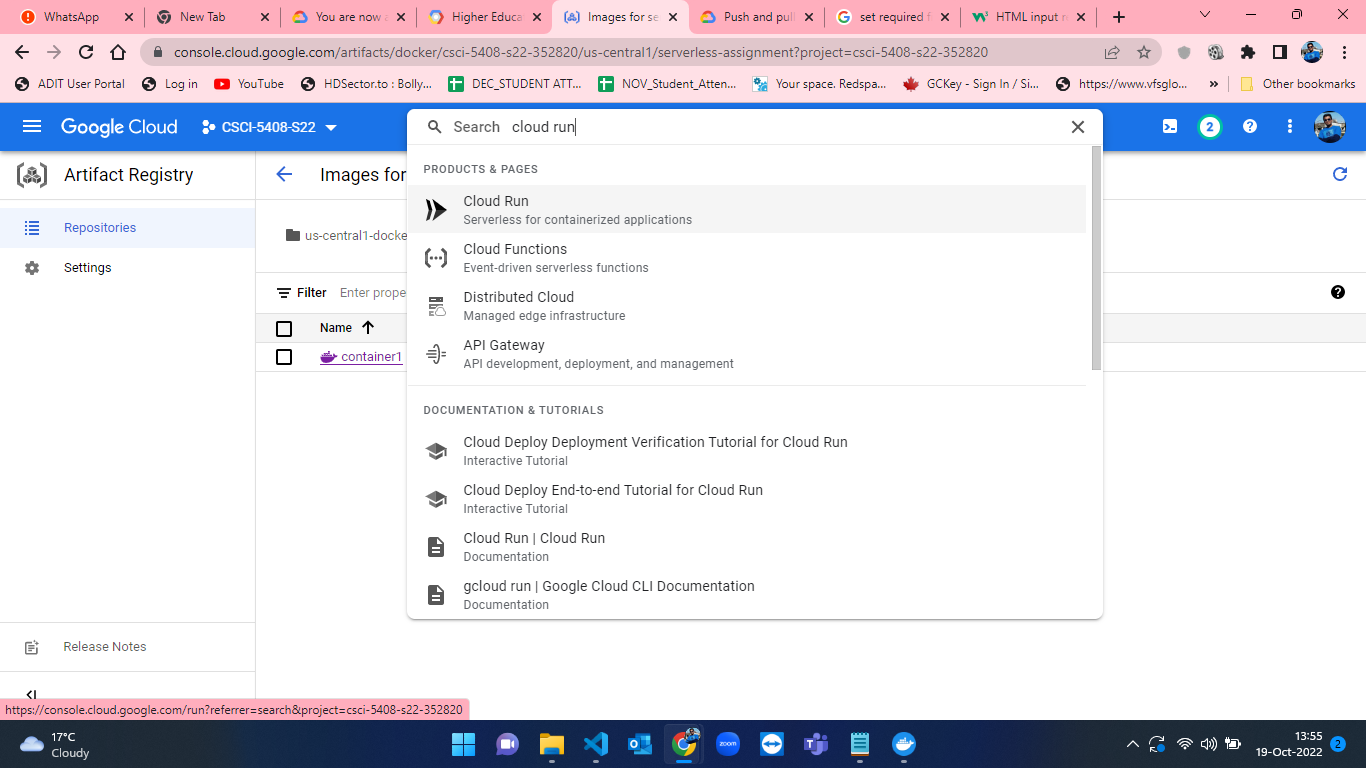 WhatsApp
New Tab
You are now a
Higher Educa
Images for se
Push and pull
set required f
HTML input re
console.cloud.google.com/artifacts/docker/csci-5408-s22-352820/us-central1/serverless-assignment?project=csci-5408-s22-352820
ADIT User Portal
Log in
YouTube
HDSector.to : Bolly...
DEC_STUDENT ATT...
NOV_Student_Atten...
Your space. Redspa...
GCKey - Sign In / Si...
https://www.vfsglo...
»
Other bookmarks
Google Cloud
CSCI-5408-S22
Search cloud run
2
Artifact Registry
Images for
Repositories
Settings
us-central1-docke
Filter Enter prope
Name
container1
PRODUCTS & PAGES
Cloud Run
Serverless for containerized applications
Cloud Functions
Event-driven serverless functions
Distributed Cloud
Managed edge infrastructure
API Gateway
API development, deployment, and management
DOCUMENTATION & TUTORIALS
Cloud Deploy Deployment Verification Tutorial for Cloud Run
Interactive Tutorial
Cloud Deploy End-to-end Tutorial for Cloud Run
Interactive Tutorial
Cloud Run | Cloud Run
Documentation
gcloud run | Google Cloud CLI Documentation
Documentation
Release Notes
https://console.cloud.google.com/run?referrer=search&project=csci-5408-s22-352820
17°C
Cloudy
zoom
13:55
19-Oct-2022
2